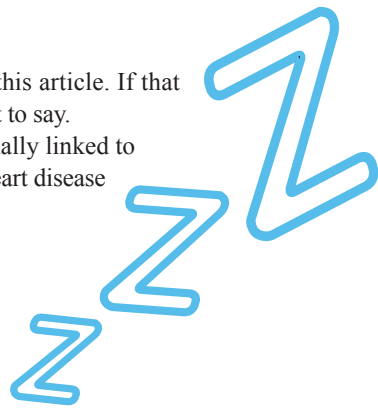 this article. If that
to say.
ally linked to
eart disease
Z
Z
Z